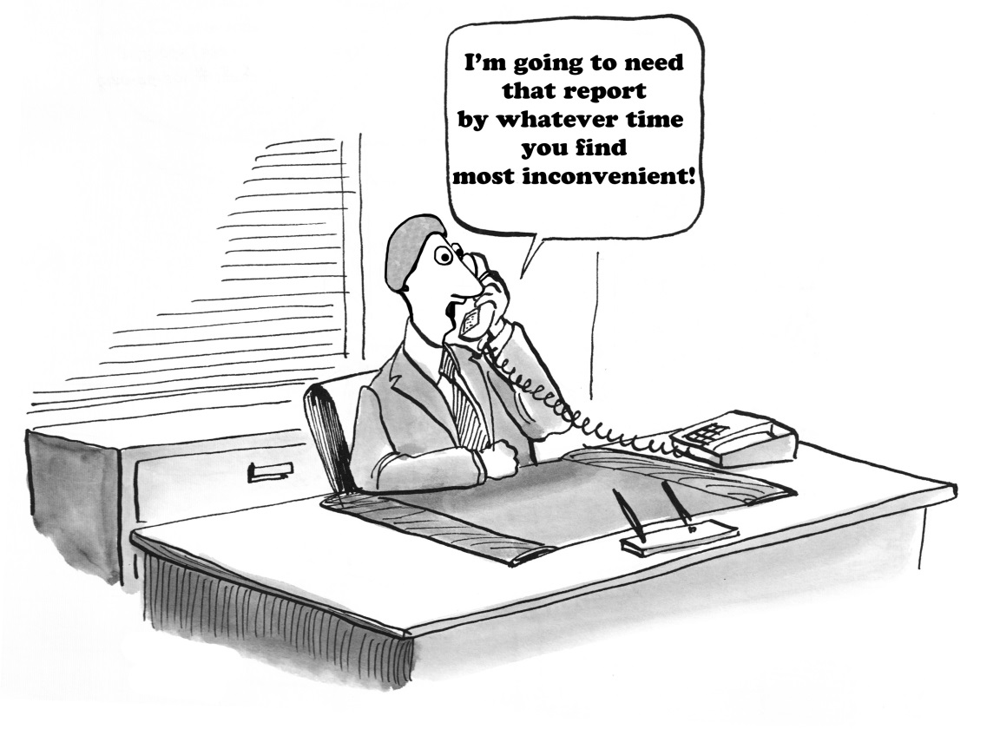 I'm going to need
that report
by whatever time
you find
most inconvenient!